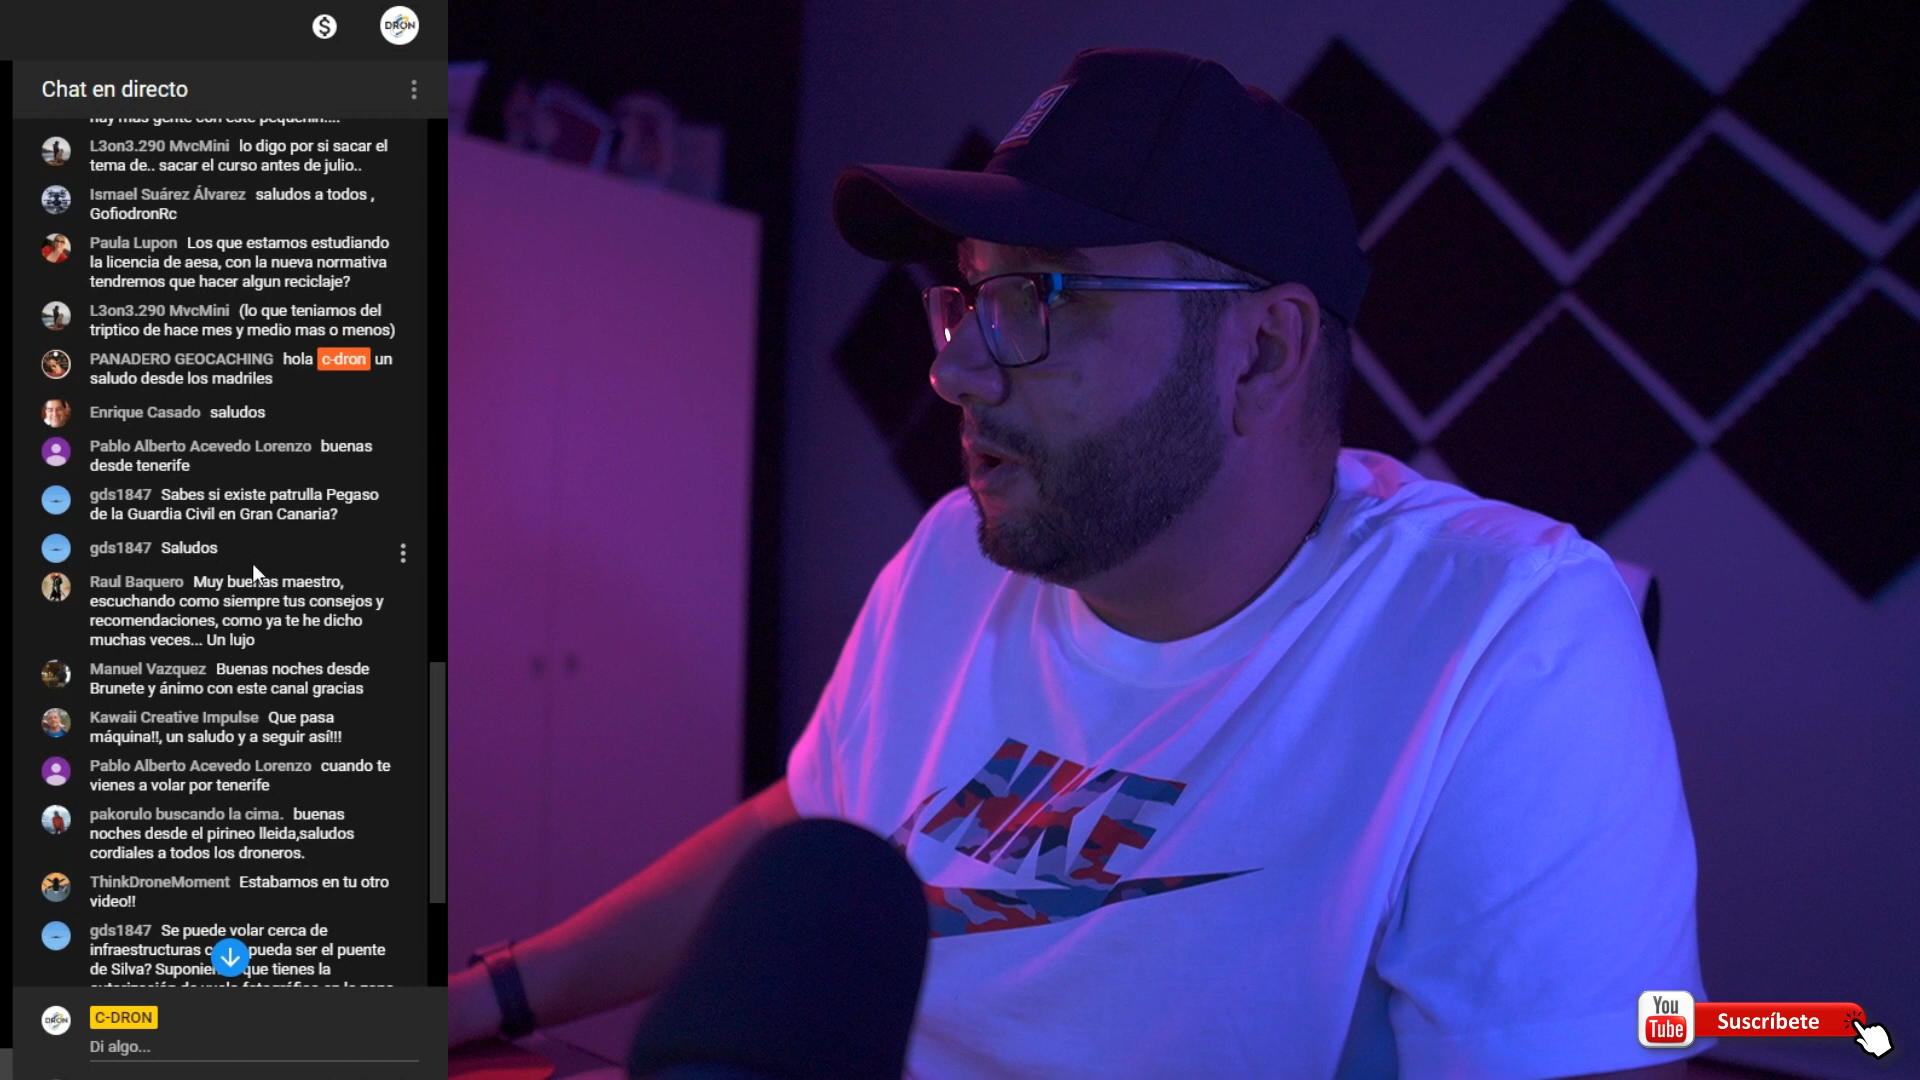 DRON
Chat en directo
hay mas gente con este pequeñin....
L3on3.290 MvcMini lo digo por si sacar el
tema de.. sacar el curso antes de julio..
Ismael Suárez Álvarez saludos a todos ,
GofiodronRc
Paula Lupon Los que estamos estudiando
la licencia de aesa, con la nueva normativa
tendremos que hacer algun reciclaje?
L3on3.290 MvcMini (lo que teniamos del
triptico de hace mes y medio mas o menos)
PANADERO GEOCACHING hola c-dron un
saludo desde los madriles
Enrique Casado saludos
Pablo Alberto Acevedo Lorenzo buenas
desde tenerife
gds1847 Sabes si existe patrulla Pegaso
de la Guardia Civil en Gran Canaria?
gds1847 Saludos
Raul Baquero Muy buenas maestro,
escuchando como siempre tus consejos y
recomendaciones, como ya te he dicho
muchas veces... Un lujo
Manuel Vazquez Buenas noches desde
Brunete y ánimo con este canal gracias
Kawaii Creative Impulse Que pasa
máquina!!, un saludo y a seguir así!!!
Pablo Alberto Acevedo Lorenzo cuando te
vienes a volar por tenerife
pakorulo buscando la cima. buenas
noches desde el pirineo lleida,saludos
cordiales a todos los droneros.
ThinkDroneMoment Estabamos en tu otro
video!!
gds1847 Se puede volar cerca de
infraestructuras pueda ser el puente
de Silva? que tienes la
DRON
C-DRON
Di algo...
NIKE
You
Tube
Suscríbete